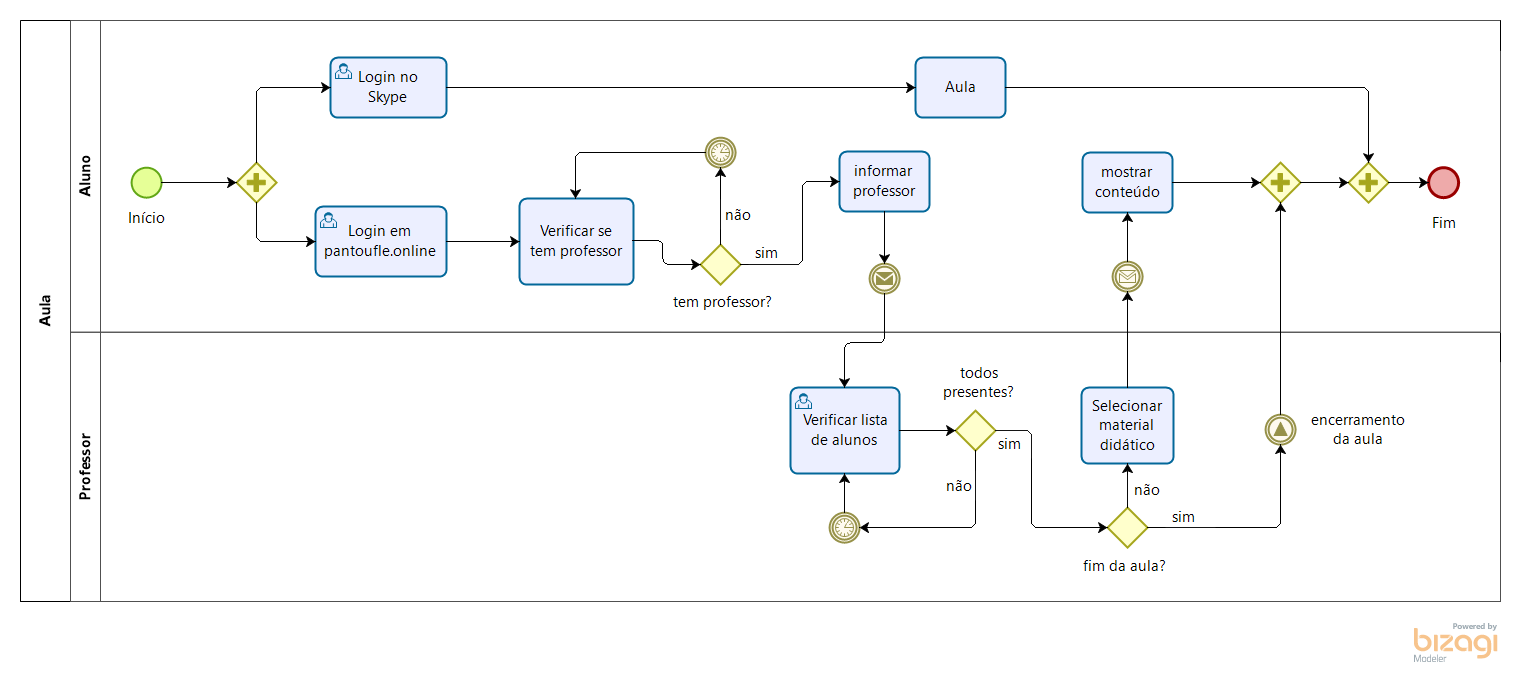 Aula
Aluno
Início
Login no
Skype
Login em
pantoufle.online
Verificar se
tem professor
não
sim
tem professor?
informar
professor
Aula
mostrar
conteúdo
Fim
Professor
Verificar lista
de alunos
todos
presentes?
sim
não
Selecionar
material
didático
não
sim
fim da aula?
encerramento
da aula
Powered by
bizagi
Modeler